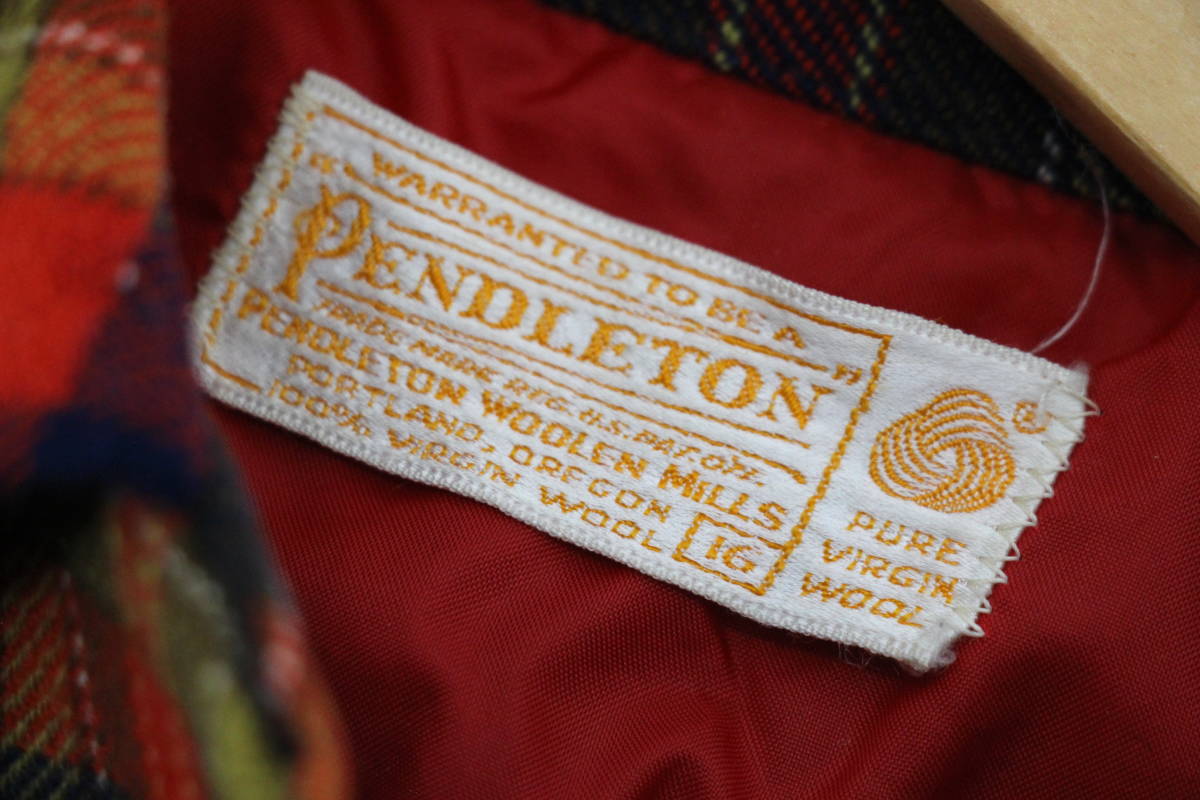 "WARRANTED TO BE A
PENDLETON"
TRADE MARK REG. U.S. PAT. OFF.
PENDLETON WOOLEN MILLS
PORTLAND, OREGON
100% VIRGIN WOOL
IG
®
PURE
VIRGIN
WOOL